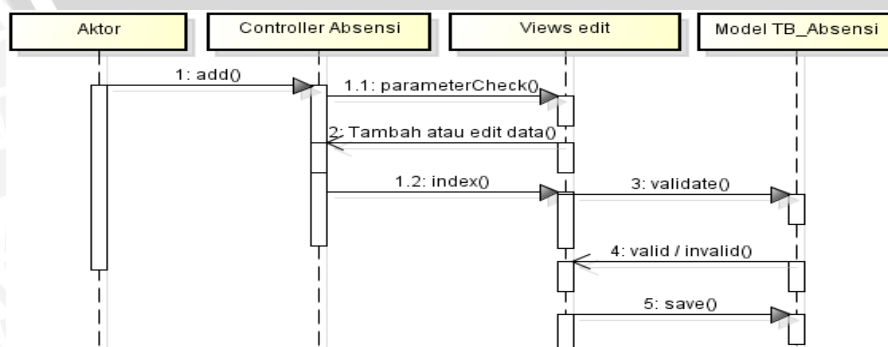 Aktor
Controller Absensi
Views edit
Model TB_Absensi
1: add()
1.1: parameterCheck()
2: Tambah atau edit data()
1.2: index()
3: validate()
4: valid / invalid()
5: save()